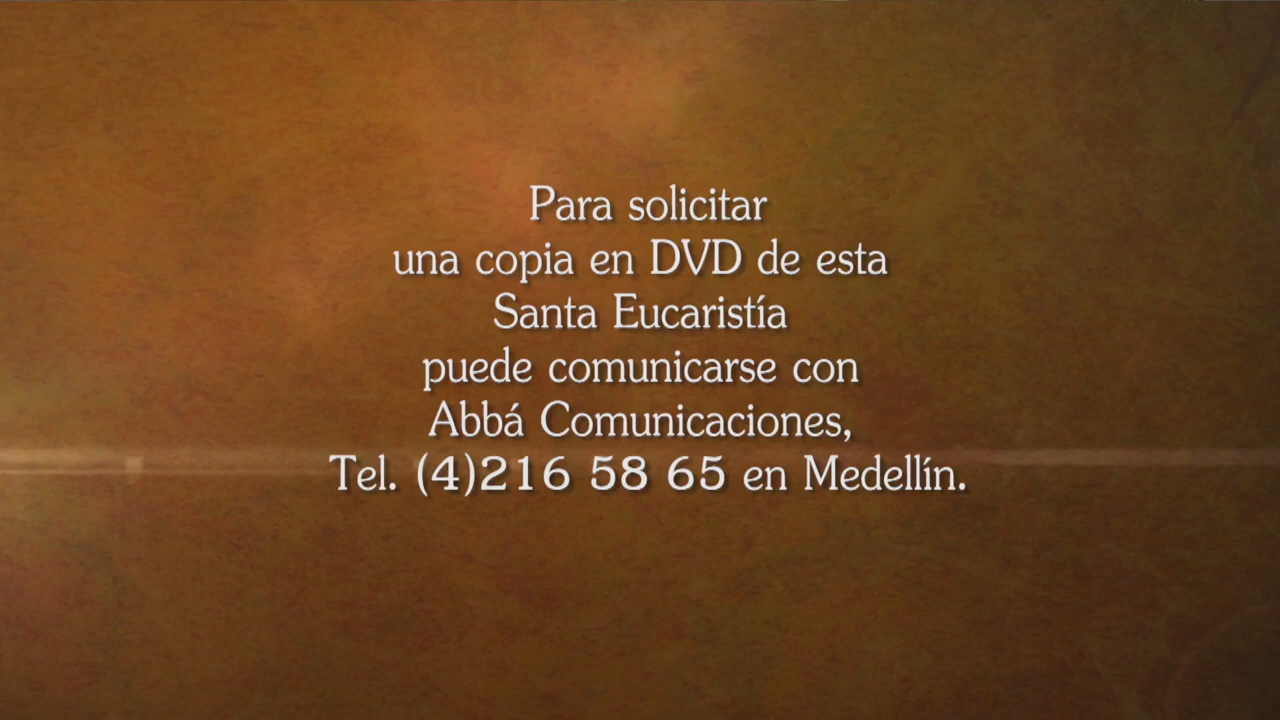 Para solicitar
una copia en DVD de esta
Santa Eucaristía
puede comunicarse con
Abbá Comunicaciones,
Tel. (4)216 58 65 en Medellín.